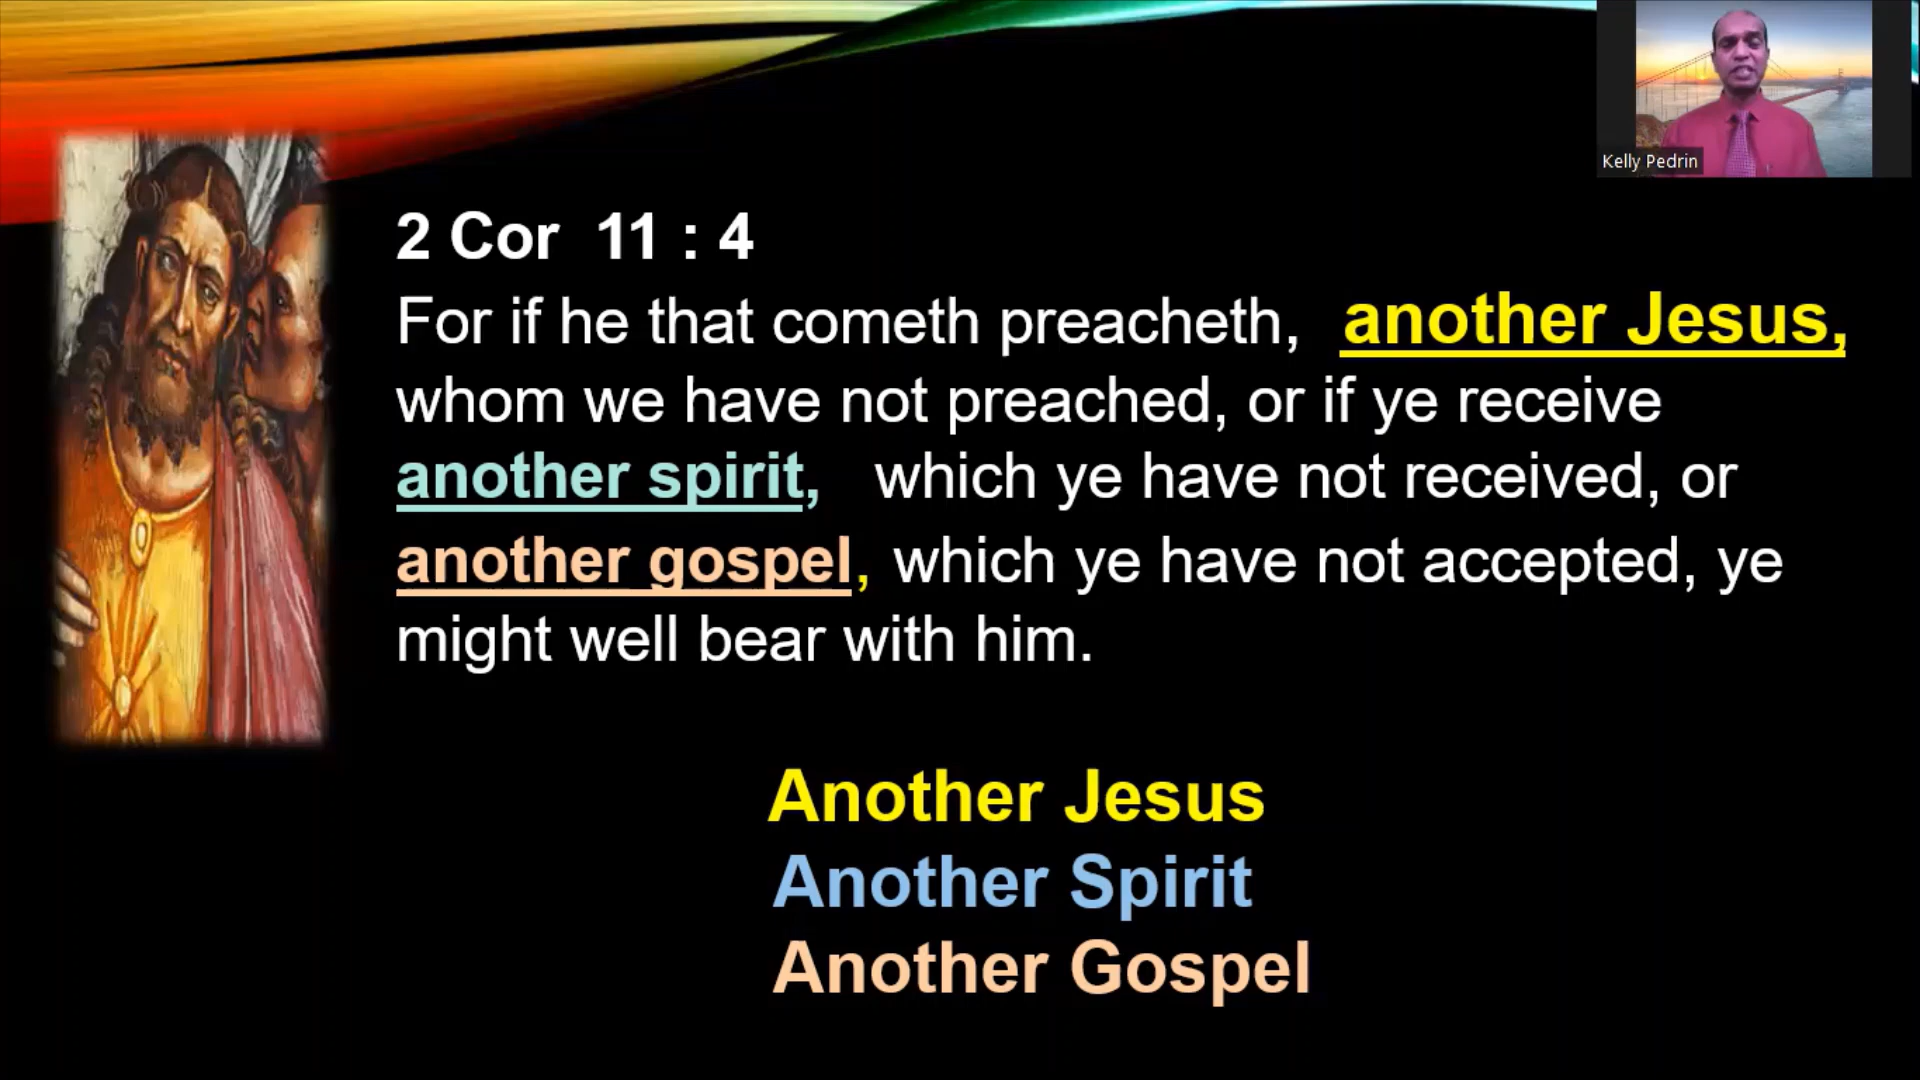 Kelly Pedrin
2 Cor 11 : 4
For if he that cometh preacheth, another Jesus,
whom we have not preached, or if ye receive
another spirit, which ye have not received, or
another gospel, which ye have not accepted, ye
might well bear with him.
Another Jesus
Another Spirit
Another Gospel